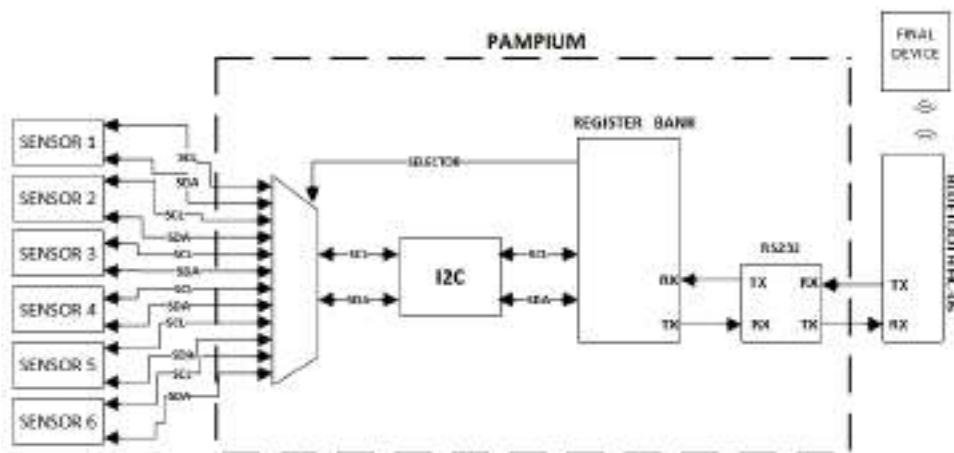 PAMPIUM
FINAL
DEVICE
REGISTER BANK
SENSOR 1
SCL
SELECTOR
SDA
SENSOR 2
SCL
SDA
SENSOR 3
SCL
SDA
SCL
I2C
SCL
RS232
SDA
SDA
SENSOR 4
SCL
SDA
RX
TX
RX
TX
SCL
TX
RX
TX
RX
SENSOR 5
SDA
SCL
SENSOR 6
SDA